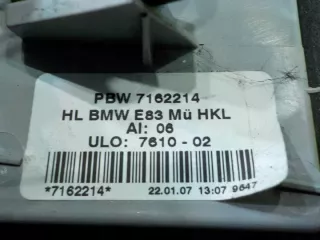 PBW 7162214
HL BMW E83 Mü HKL
AI: 06
ULO: 7610 - 02
*7162214* 22.01.07 13:07 9647